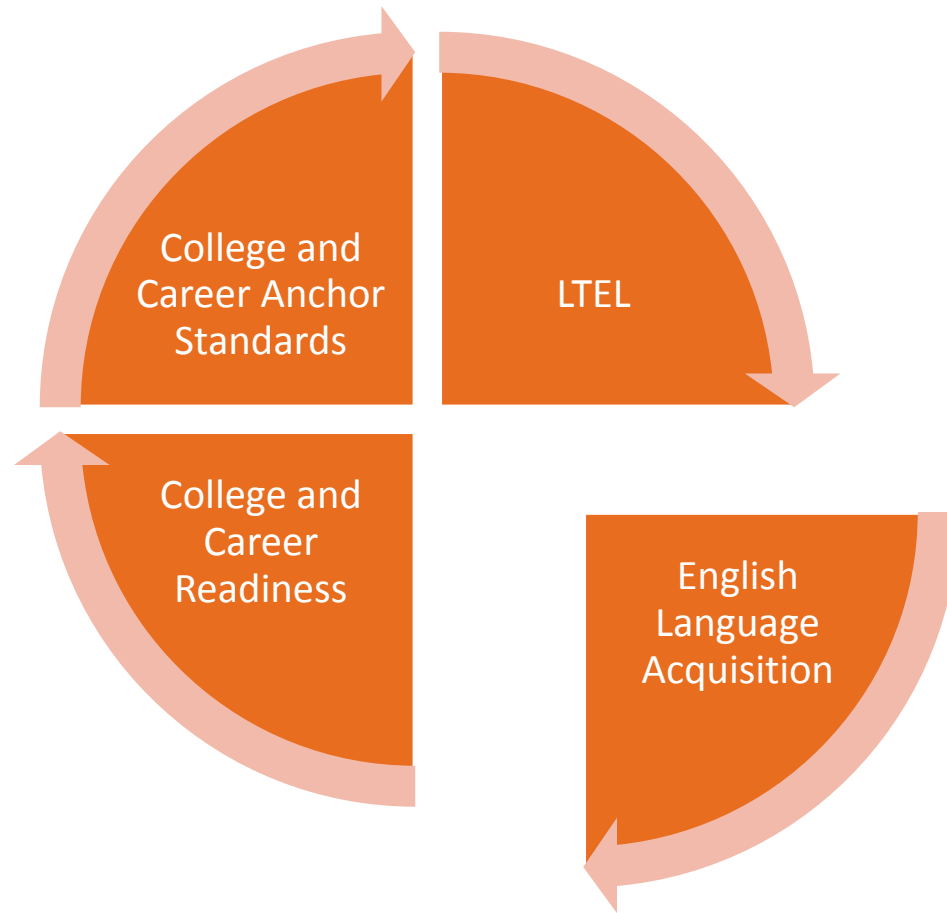 College and
Career Anchor
Standards
LTEL
College and
Career
Readiness
English
Language
Acquisition